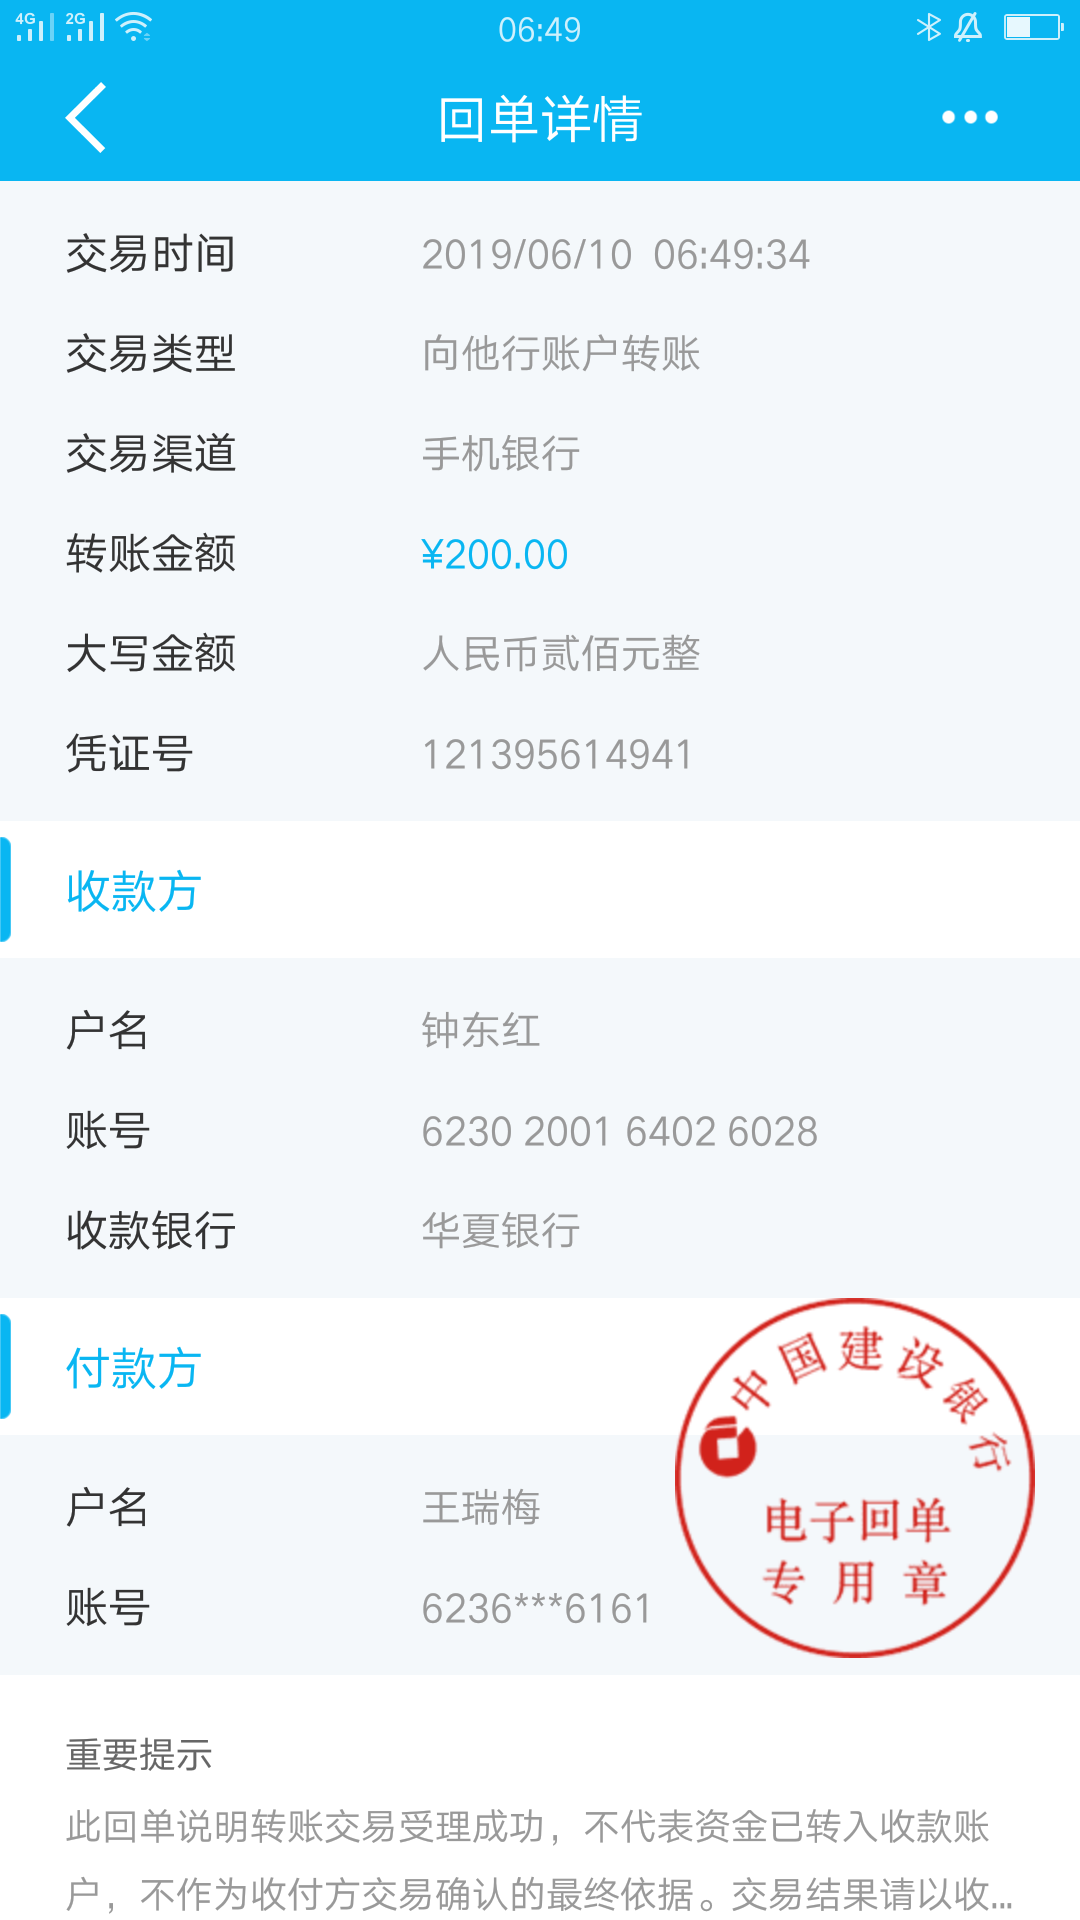 4G 2G 06:49
回单详情
交易时间 2019/06/10 06:49:34
交易类型 向他行账户转账
交易渠道 手机银行
转账金额 ¥200.00
大写金额 人民币贰佰元整
凭证号 121395614941
收款方
户名 钟东红
账号 6230 2001 6402 6028
收款银行 华夏银行
付款方
中国建设银行
电子回单
专用章
户名 王瑞梅
账号 6236***6161
重要提示
此回单说明转账交易受理成功，不代表资金已转入收款账
户，不作为收付方交易确认的最终依据。交易结果请以收...